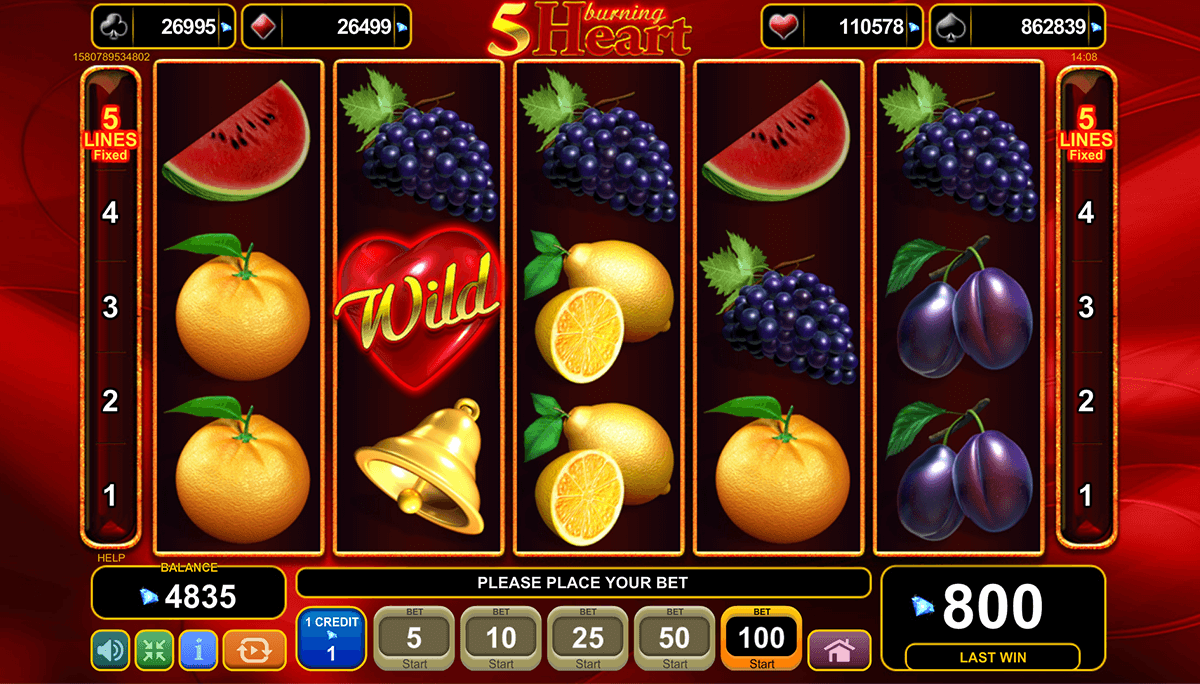 26995
26499
5 burning Heart
110578
862839
1580789534802
14:08
5
LINES
Fixed
4
3
2
1
5
LINES
Fixed
4
3
2
1
Wild
HELP
BALANCE
4835
PLEASE PLACE YOUR BET
800
LAST WIN
1 CREDIT
1
BET
5
Start
BET
10
Start
BET
25
Start
BET
50
Start
BET
100
Start
i